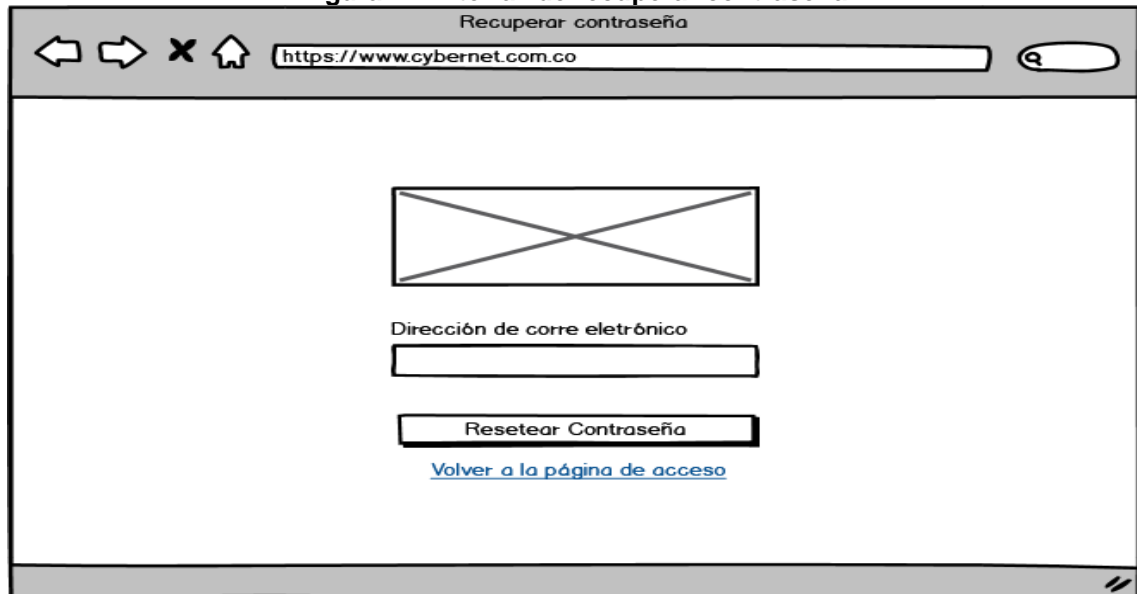 Recuperar contraseña
https://www.cybernet.com.co
Dirección de corre eletrónico
Resetear Contraseña
Volver a la página de acceso